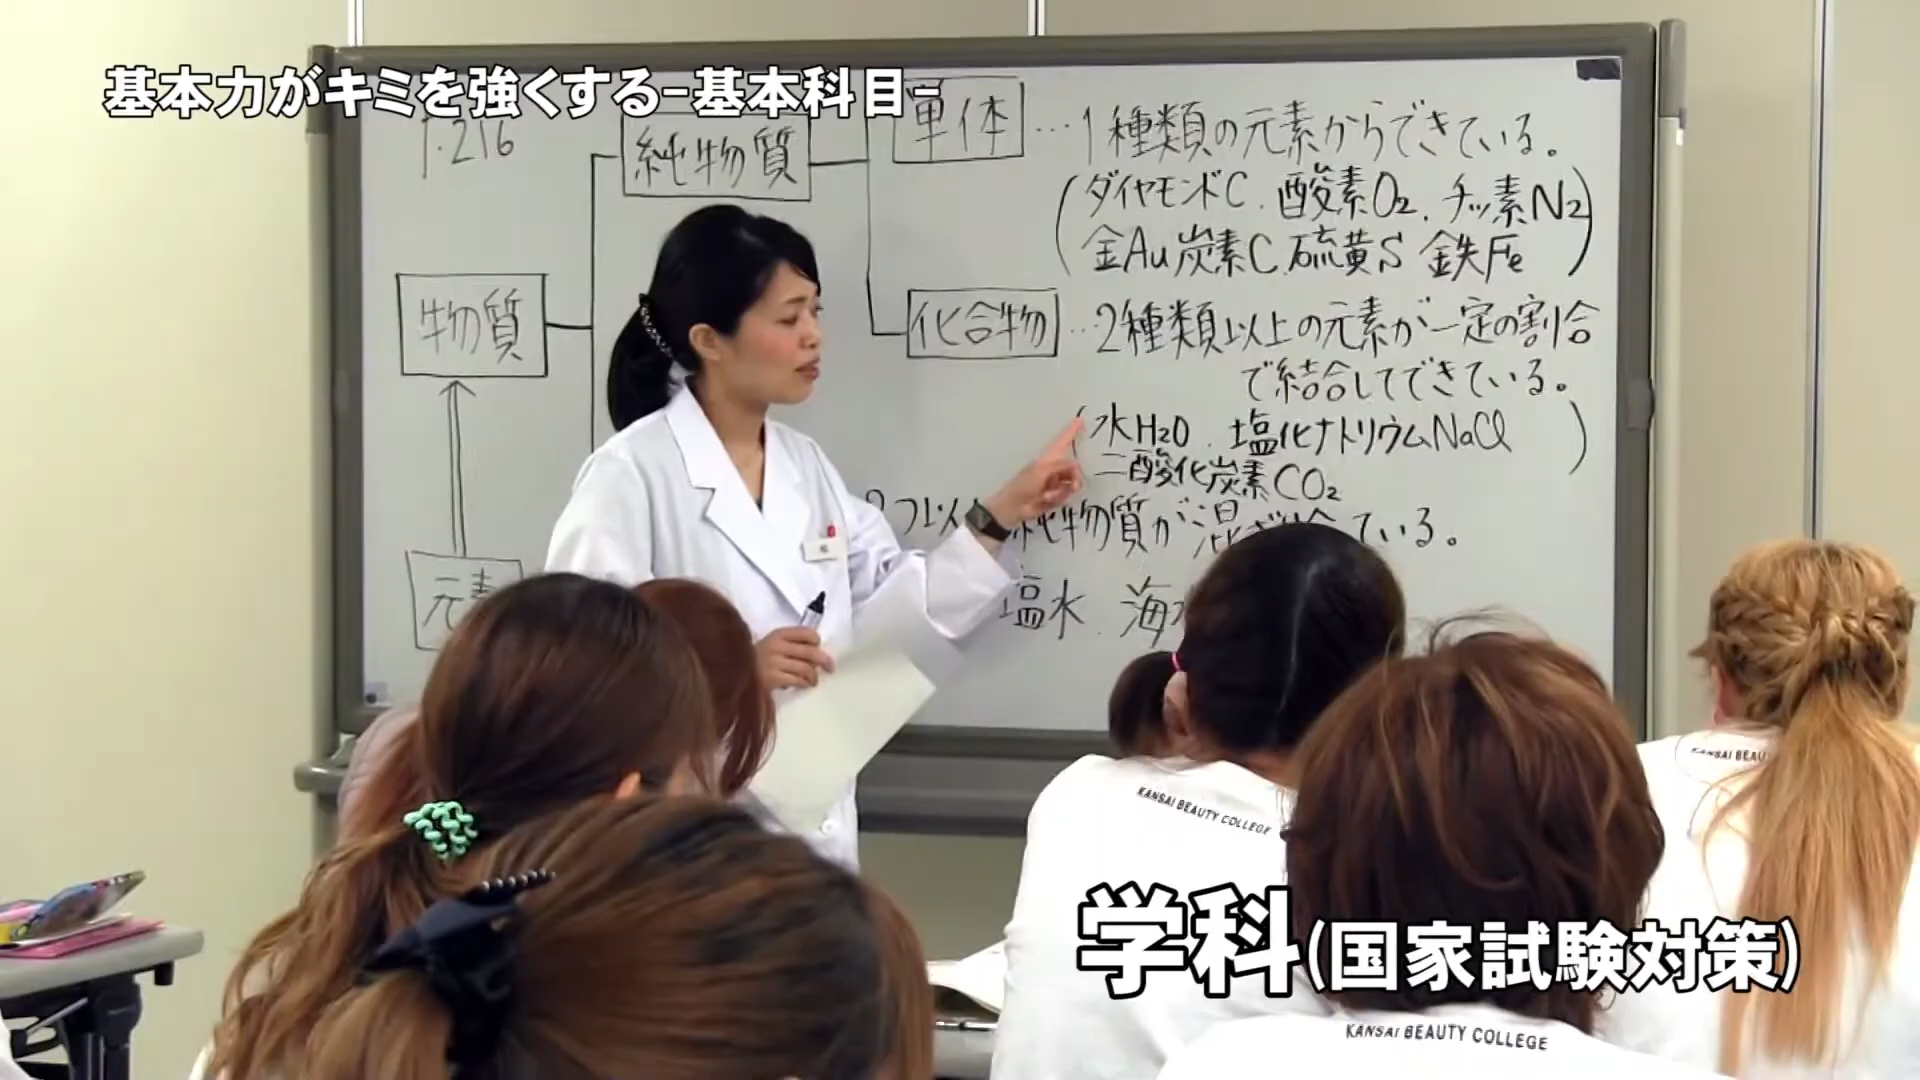 基本力がキミを強くする-基本科目-
P.216
純物質
単体
…1種類の元素からできている。
(ダイヤモンドC.酸素O₂.チッ素N₂
金Au 炭素C.硫黄S 鉄Fe)
物質
化合物
…2種類以上の元素が一定の割合
で結合してできている。
(水H₂O.塩化ナトリウムNaCl
二酸化炭素CO₂)
純物質が混ざ
ている。
元素
塩水.海
KANSAI BEAUTY COLLEGE
KANSAI BEAU
学科(国家試験対策)
KANSAI BEAUTY COLLEGE